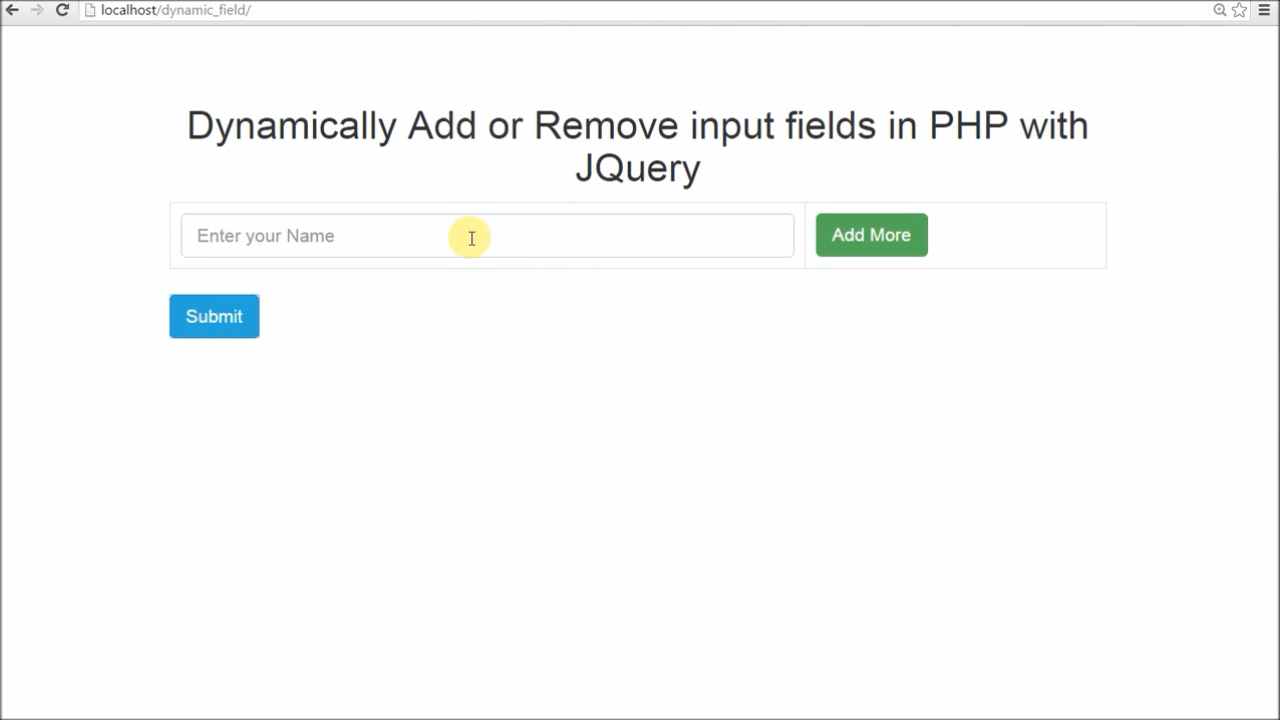 localhost/dynamic_field/
Dynamically Add or Remove input fields in PHP with
JQuery
Enter your Name
Add More
Submit